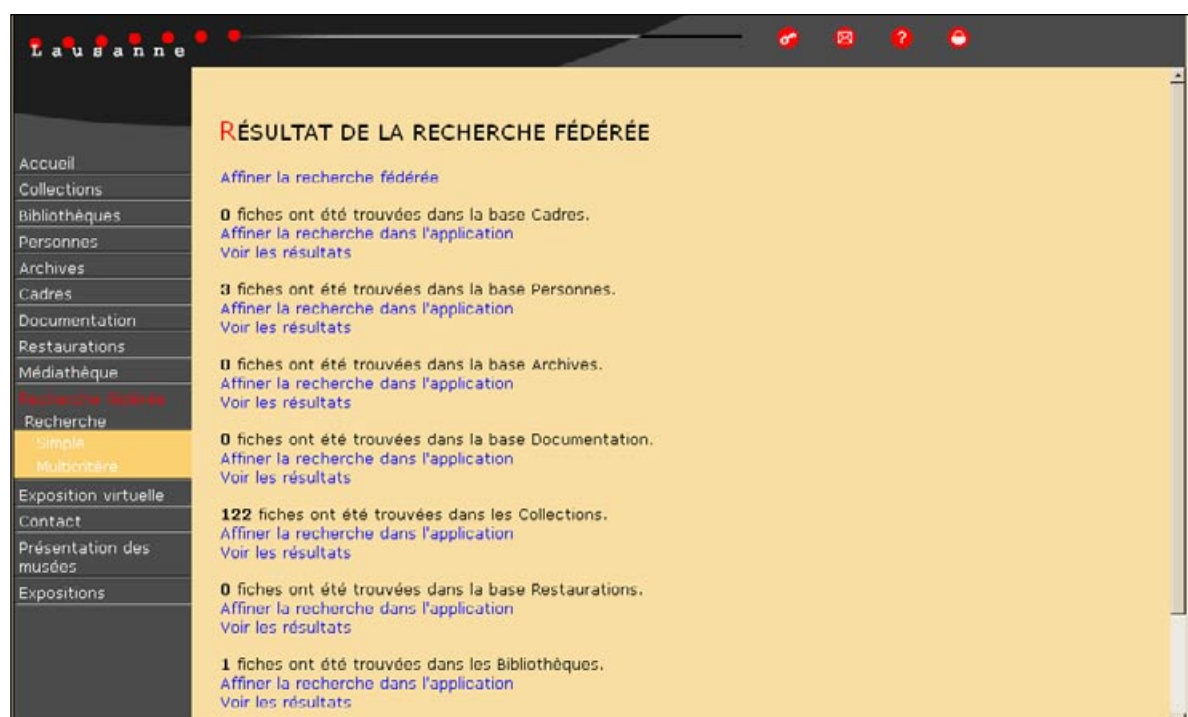 Lausanne
Accueil
Collections
Bibliothèques
Personnes
Archives
Cadres
Documentation
Restaurations
Médiathèque
Recherche fédérée
Recherche
Simple
Multicritère
Exposition virtuelle
Contact
Présentation des
musées
Expositions
RÉSULTAT DE LA RECHERCHE FÉDÉRÉE
Affiner la recherche fédérée
0 fiches ont été trouvées dans la base Cadres.
Affiner la recherche dans l'application
Voir les résultats
3 fiches ont été trouvées dans la base Personnes.
Affiner la recherche dans l'application
Voir les résultats
0 fiches ont été trouvées dans la base Archives.
Affiner la recherche dans l'application
Voir les résultats
0 fiches ont été trouvées dans la base Documentation.
Affiner la recherche dans l'application
Voir les résultats
122 fiches ont été trouvées dans les Collections.
Affiner la recherche dans l'application
Voir les résultats
0 fiches ont été trouvées dans la base Restaurations.
Affiner la recherche dans l'application
Voir les résultats
1 fiches ont été trouvées dans les Bibliothèques.
Affiner la recherche dans l'application
Voir les résultats